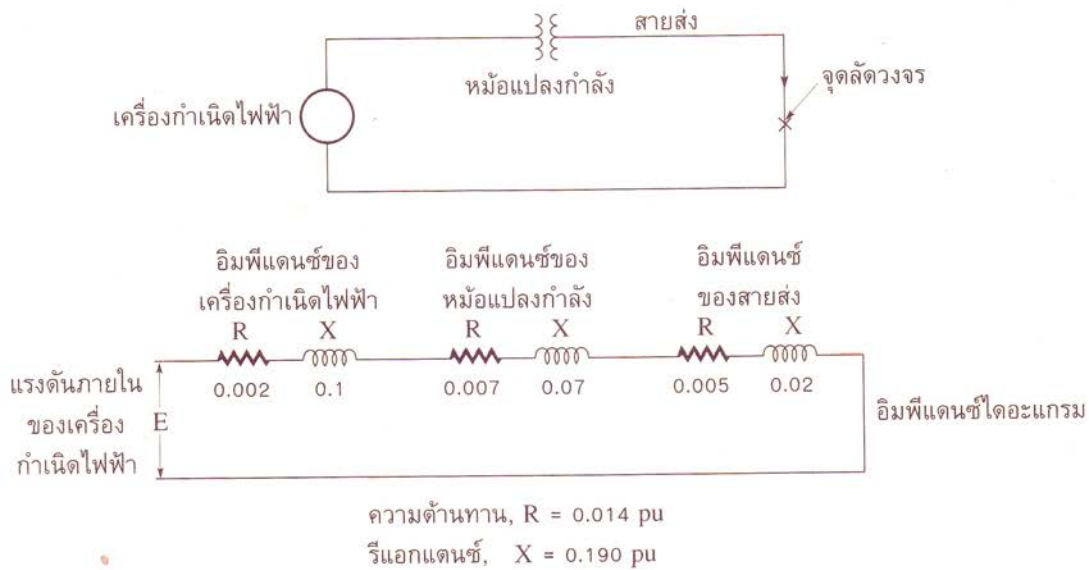 สายส่ง
หม้อแปลงกำลัง
จุดลัดวงจร
เครื่องกำเนิดไฟฟ้า
อิมพีแดนซ์ของ
เครื่องกำเนิดไฟฟ้า
อิมพีแดนซ์ของ
หม้อแปลงกำลัง
อิมพีแดนซ์
ของสายส่ง
R X R X R X
0.002 0.1 0.007 0.07 0.005 0.02
แรงดันภายใน
ของเครื่อง E
กำเนิดไฟฟ้า
อิมพีแดนซ์ไดอะแกรม
ความต้านทาน, R = 0.014 pu
รีแอกแตนซ์, X = 0.190 pu